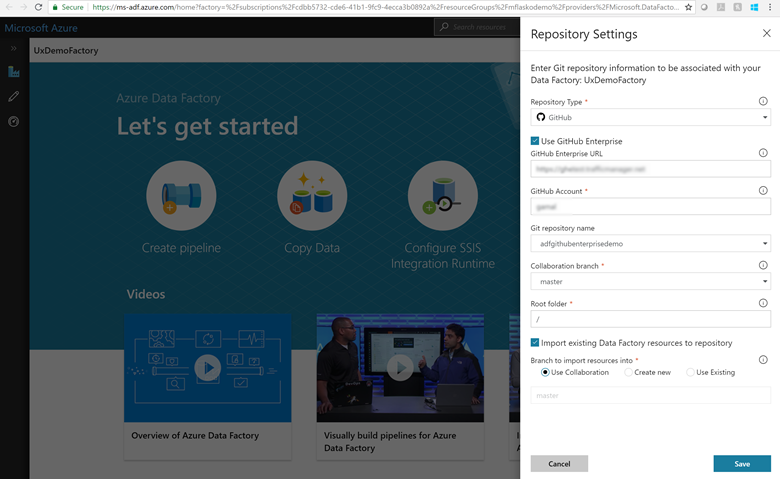 Secure
https://ms-adf.azure.com/home?factory=%2Fsubscriptions%2Fcdbb5732-cde6-41b1-9fc9-4ecca3b0892a%2FresourceGroups%2Fmflaskodemo%2Fproviders%2FMicrosoft.DataFacto...
Microsoft Azure
Search resources
UxDemoFactory
Azure Data Factory
Let's get started
Create pipeline
Copy Data
Configure SSIS
Integration Runtime
Videos
Overview of Azure Data Factory
Visually build pipelines for Azure
Data Factory
Repository Settings
Enter Git repository information to be associated with your
Data Factory: UxDemoFactory
Repository Type *
GitHub
Use GitHub Enterprise
GitHub Enterprise URL
GitHub Account *
Git repository name
adfgithubenterprisedemo
Collaboration branch *
master
Root folder *
/
Import existing Data Factory resources to repository
Branch to import resources into *
Use Collaboration
Create new
Use Existing
master
Cancel
Save